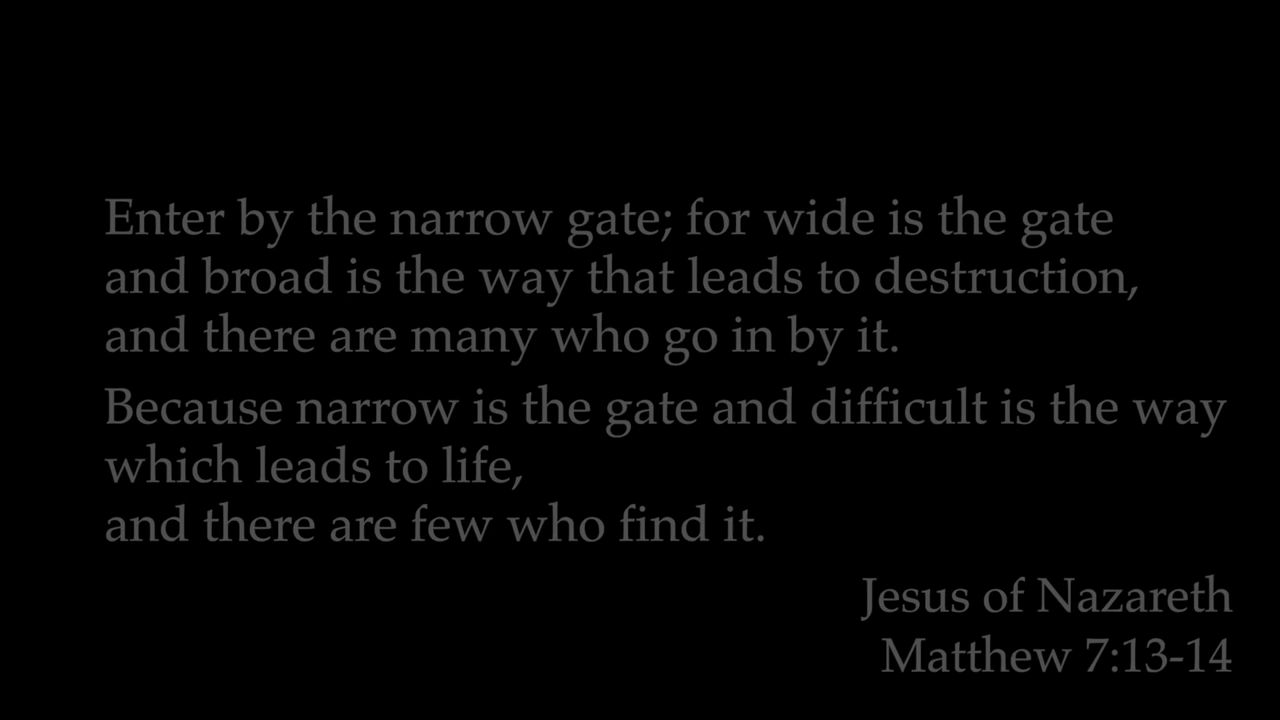 Enter by the narrow gate; for wide is the gate
and broad is the way that leads to destruction,
and there are many who go in by it.
Because narrow is the gate and difficult is the way
which leads to life,
and there are few who find it.
Jesus of Nazareth
Matthew 7:13-14